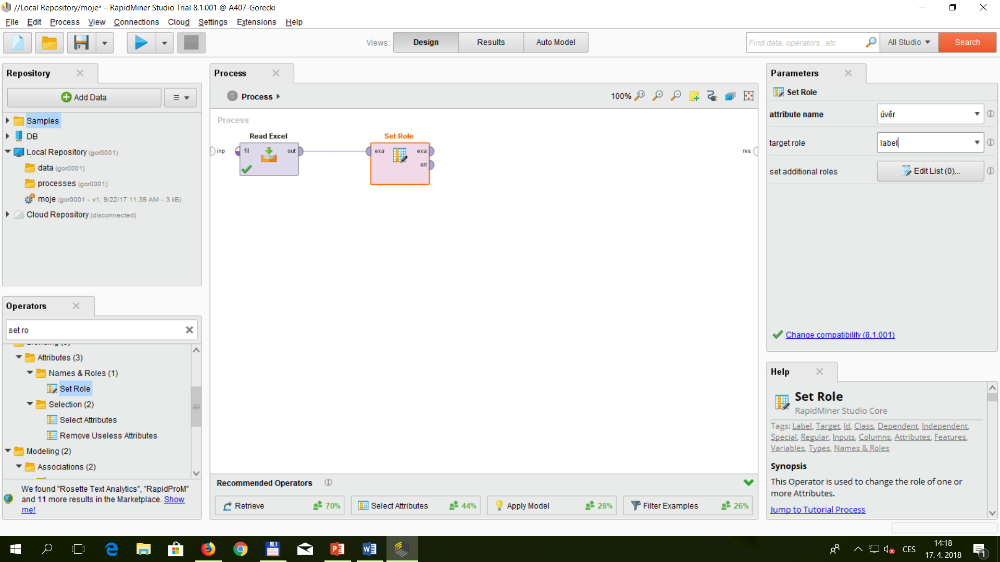 //Local Repository/moje* – RapidMiner Studio Trial 8.1.001 @ A407-Gorecki
File Edit Process View Connections Cloud Settings Extensions Help
Views: Design Results Auto Model
Find data, operators...etc All Studio Search
Repository
Add Data
Samples
DB
Local Repository (gor0001)
data (gor0001)
processes (gor0001)
moje (gor0001 - v1, 9/22/17 11:39 AM - 3 kB)
Cloud Repository (disconnected)
Operators
set ro
Attributes (3)
Names & Roles (1)
Set Role
Selection (2)
Select Attributes
Remove Useless Attributes
Modeling (2)
Associations (2)
We found "Rosette Text Analytics", "RapidProM"
and 11 more results in the Marketplace. Show
me!
Process
Process
100%
Process
Read Excel
Set Role
inp
fil
out
exa
exa
ori
res
Recommended Operators
Retrieve 70%
Select Attributes 44%
Apply Model 28%
Filter Examples 26%
Parameters
Set Role
attribute name úvěr
target role label
set additional roles Edit List (0)...
Change compatibility (8.1.001)
Help
Set Role
RapidMiner Studio Core
Tags: Label, Target, Id, Class, Dependent, Independent,
Special, Regular, Inputs, Columns, Attributes, Features,
Variables, Types, Names & Roles
Synopsis
This Operator is used to change the role of one or
more Attributes.
Jump to Tutorial Process
CES
14:18
17. 4. 2018
1